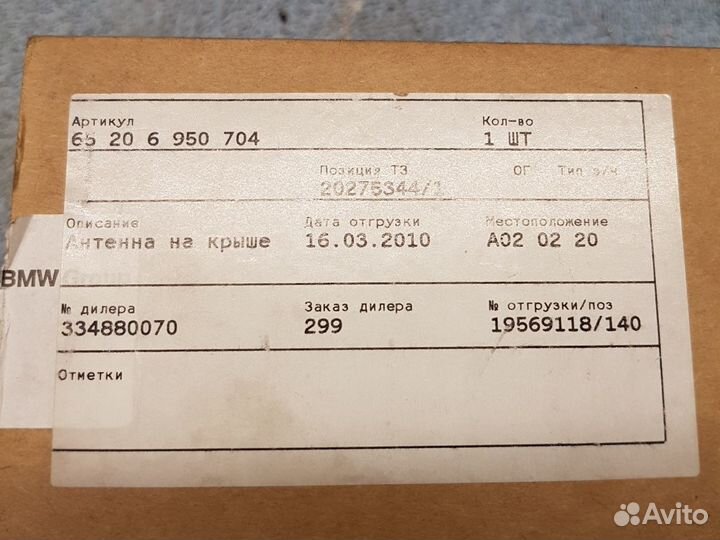 Артикул Кол-во
65 20 6 950 704 1 ШТ
Позиция ТЗ ОГ Тип з/ч
20275344/1
Описание Дата отгрузки Местоположение
Антенна на крыше 16.03.2010 A02 02 20
BMW Group
№ дилера Заказ дилера № отгрузки/поз
334880070 299 19569118/140
Отметки
Avito